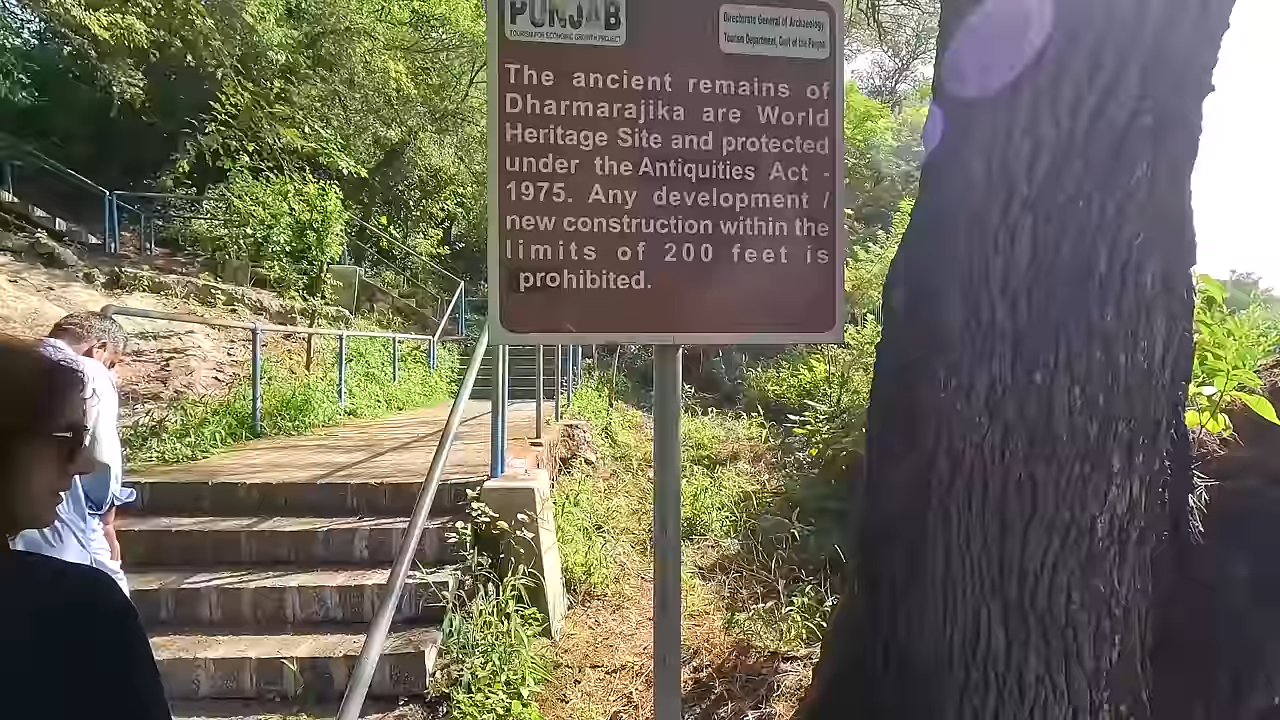 PUNJAB
TOURISM FOR ECONOMIC GROWTH PROJECT
Directorate General of Archaeology
Tourism Department, Govt of the Punjab
The ancient remains of
Dharmarajika are World
Heritage Site and protected
under the Antiquities Act -
1975. Any development /
new construction within the
limits of 200 feet is
prohibited.